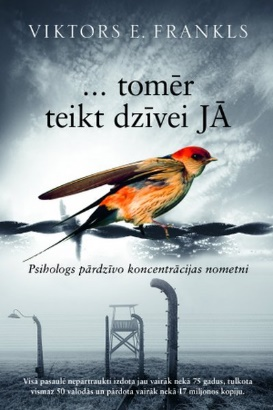 VIKTORS E. FRANKLS
... tomēr
teikt dzīvei JĀ
Psihologs pārdzīvo koncentrācijas nometni
Visā pasaulē nepārtraukti izdota jau vairāk nekā 75 gadus, tulkota
vismaz 50 valodās un pārdota vairāk nekā 17 miljonos kopiju.